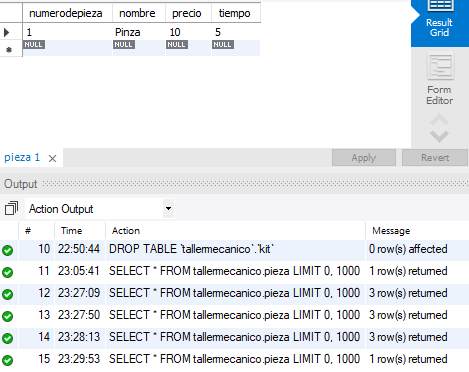 numerodepieza nombre precio tiempo
1 Pinza 10 5
NULL NULL NULL NULL
Result
Grid
Form
Editor
pieza 1 Apply Revert
Output
Action Output
# Time Action Message
10 22:50:44 DROP TABLE `tallermecanico`.`kit` 0 row(s) affected
11 23:05:41 SELECT * FROM tallermecanico.pieza LIMIT 0, 1000 1 row(s) returned
12 23:27:09 SELECT * FROM tallermecanico.pieza LIMIT 0, 1000 3 row(s) returned
13 23:27:50 SELECT * FROM tallermecanico.pieza LIMIT 0, 1000 3 row(s) returned
14 23:28:13 SELECT * FROM tallermecanico.pieza LIMIT 0, 1000 3 row(s) returned
15 23:29:53 SELECT * FROM tallermecanico.pieza LIMIT 0, 1000 1 row(s) returned